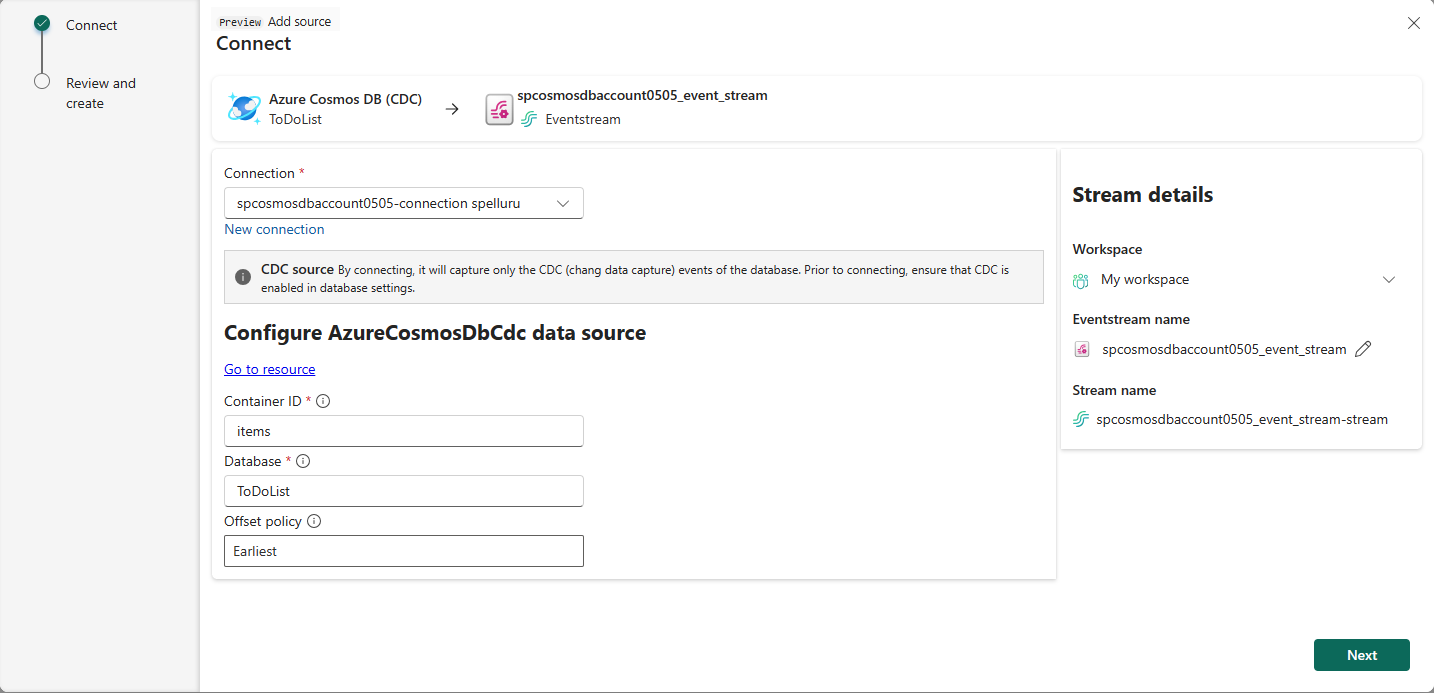 Connect
Review and
create
Preview Add source
Connect
Azure Cosmos DB (CDC)
ToDoList
spcosmosdbaccount0505_event_stream
Eventstream
Connection *
spcosmosdbaccount0505-connection spelluru
New connection
CDC source By connecting, it will capture only the CDC (chang data capture) events of the database. Prior to connecting, ensure that CDC is
enabled in database settings.
Configure AzureCosmosDbCdc data source
Go to resource
Container ID *
items
Database *
ToDoList
Offset policy
Earliest
Stream details
Workspace
My workspace
Eventstream name
spcosmosdbaccount0505_event_stream
Stream name
spcosmosdbaccount0505_event_stream-stream
Next